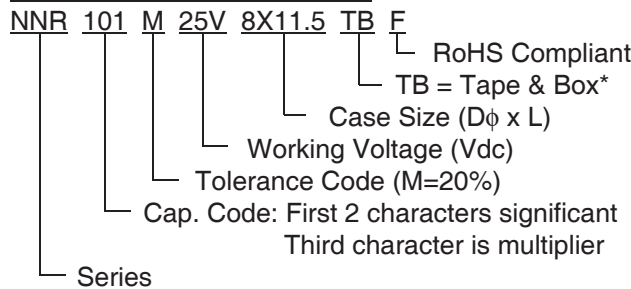 NNR 101 M 25V 8X11.5 TB F
RoHS Compliant
TB = Tape & Box*
Case Size (Dϕ x L)
Working Voltage (Vdc)
Tolerance Code (M=20%)
Cap. Code: First 2 characters significant
Third character is multiplier
Series